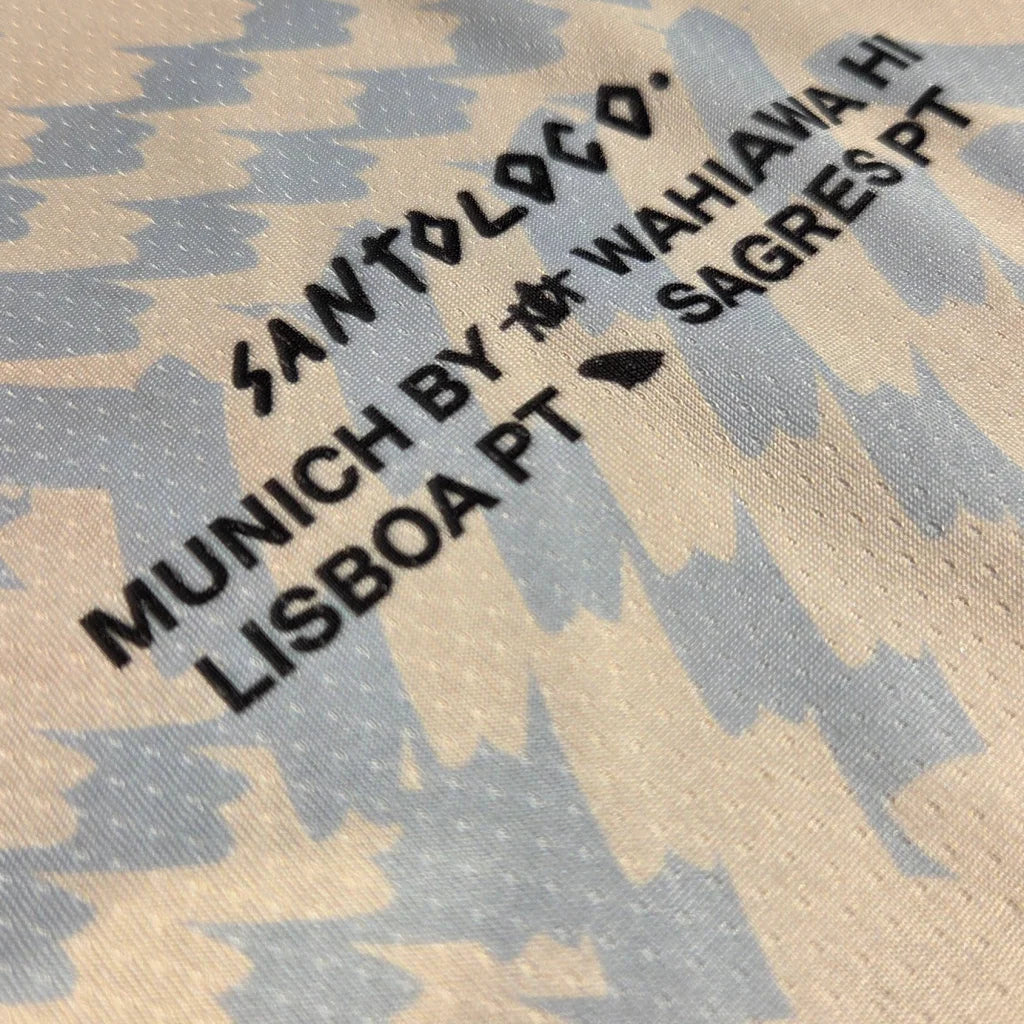 SANTOLOCO.
MUNICH BY WAHIAWA HI
LISBOA PT SAGRES PT